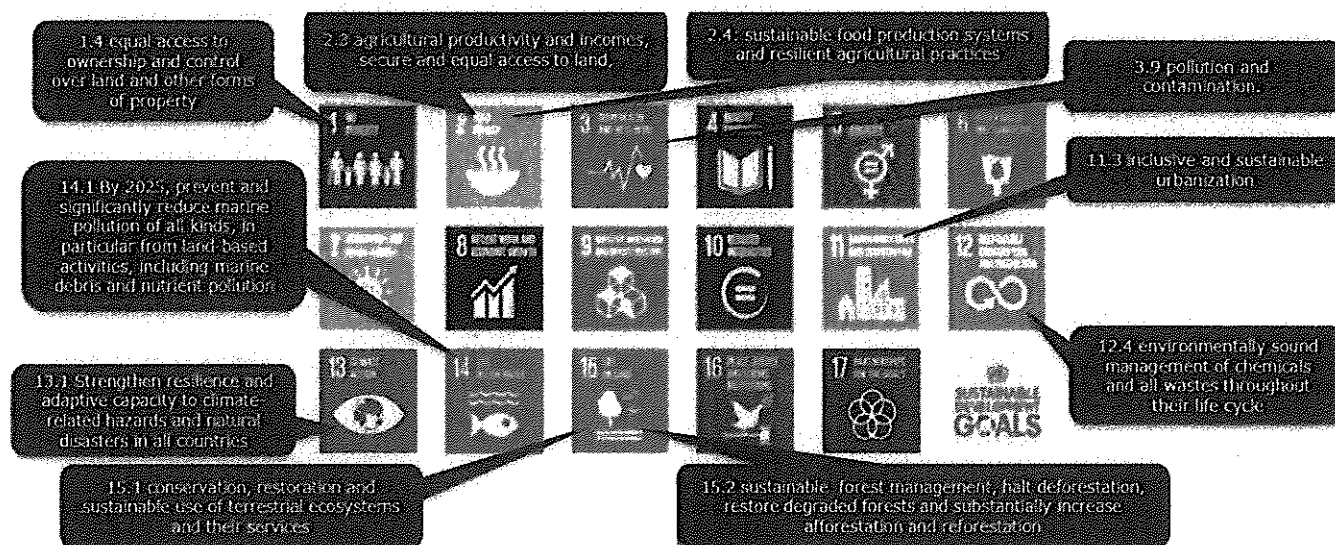 1.4 equal access to
ownership and control
over land and other forms
of property
2.3 agricultural productivity and incomes,
secure and equal access to land,
2.4. sustainable food production systems
and resilient agricultural practices
3.9 pollution and
contamination.
11.3 inclusive and sustainable
urbanization
14.1 By 2025, prevent and
significantly reduce marine
pollution of all kinds, in
particular from land-based
activities, including marine
debris and nutrient pollution
1
2
3
4
5
6
7
8
9
10
11
12
13
14
15
16
17
GOALS
12.4 environmentally sound
management of chemicals
and all wastes throughout
their life cycle
13.1 Strengthen resilience and
adaptive capacity to climate-
related hazards and natural
disasters in all countries
15.1 conservation, restoration and
sustainable use of terrestrial ecosystems
and their services
15.2 sustainable forest management, halt deforestation,
restore degraded forests and substantially increase
afforestation and reforestation